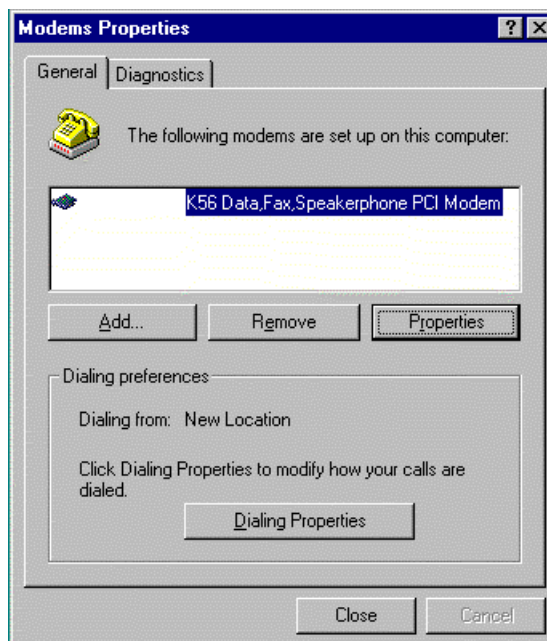 Modems Properties
General Diagnostics
The following modems are set up on this computer:
K56 Data,Fax,Speakerphone PCI Modem
Add... Remove Properties
Dialing preferences
Dialing from: New Location
Click Dialing Properties to modify how your calls are
dialed.
Dialing Properties
Close Cancel